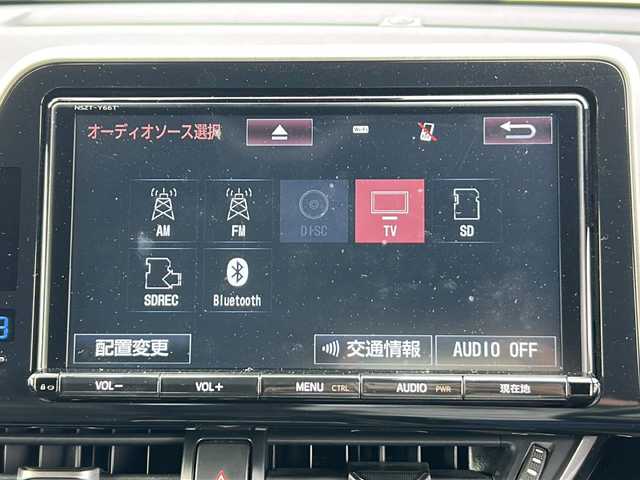 NSZT-Y66T
オーディオソース選択 Wi-Fi
AM FM DISC TV SD
SDREC Bluetooth
配置変更 交通情報 AUDIO OFF
VOL− VOL+ MENU CTRL AUDIO PWR 現在地